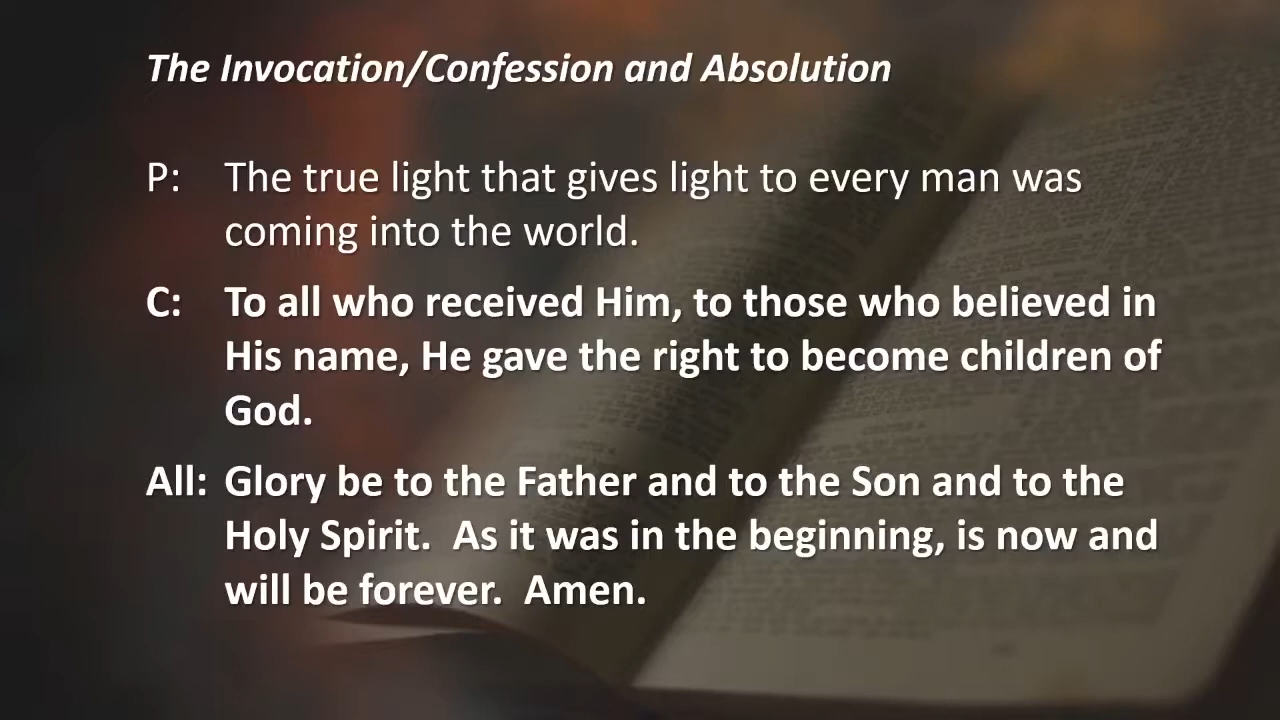 The Invocation/Confession and Absolution
P: The true light that gives light to every man was
coming into the world.
C: To all who received Him, to those who believed in
His name, He gave the right to become children of
God.
All: Glory be to the Father and to the Son and to the
Holy Spirit.  As it was in the beginning, is now and
will be forever.  Amen.